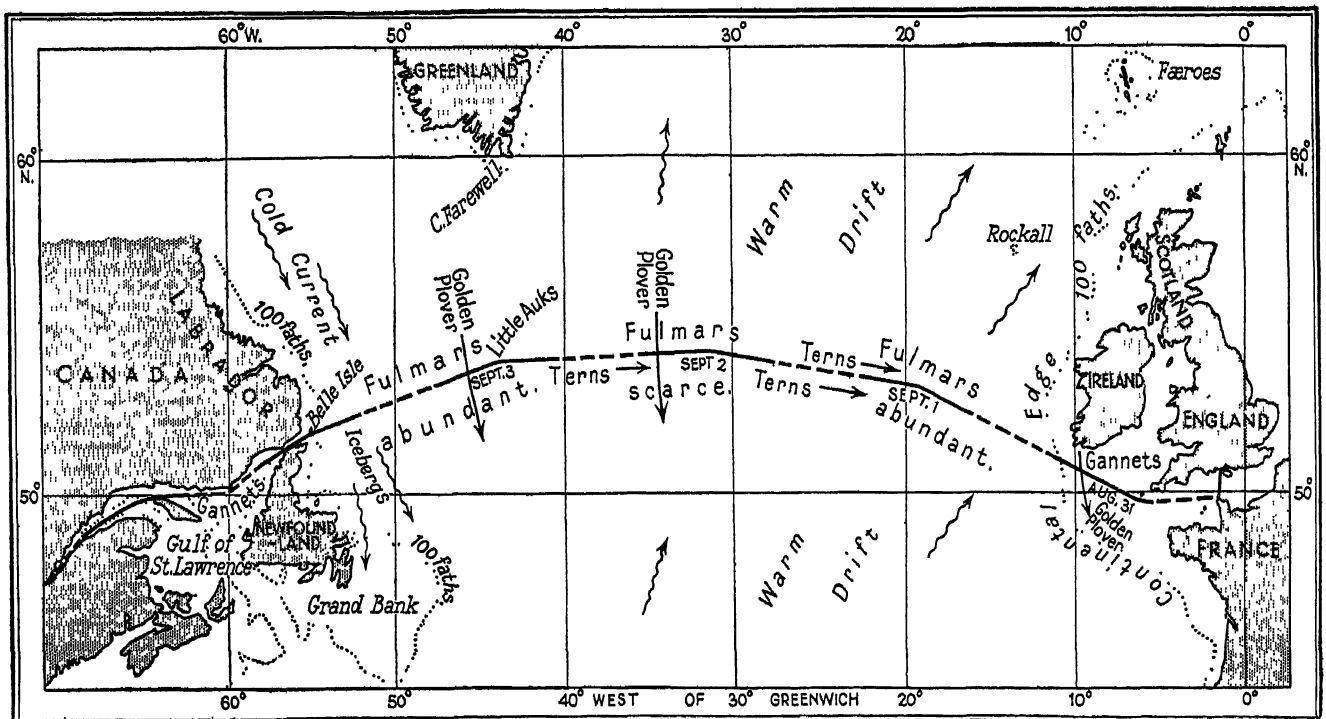 60° W.
50°
40°
30°
20°
10°
0°
GREENLAND
Færoes
60° N.
60° N.
C. Farewell
Cold Current
Warm Drift
Rockall
100 faths.
SCOTLAND
Golden Plover
Golden Plover
Little Auks
100 faths.
LABRADOR
CANADA
Belle Isle
Fulmars abundant.
SEPT. 3
Fulmars scarce.
SEPT 2
Terns
Terns
Terns
Fulmars abundant.
SEPT. 1
Edge
IRELAND
ENGLAND
Icebergs
Gannets
Gannets
50°
50°
AUG. 31
Golden Plover
Continental
NEWFOUND
LAND
Gulf of
St. Lawrence
100 faths
Grand Bank
Warm Drift
FRANCE
60°
50°
40° WEST OF 30° GREENWICH 20°
10°
0°